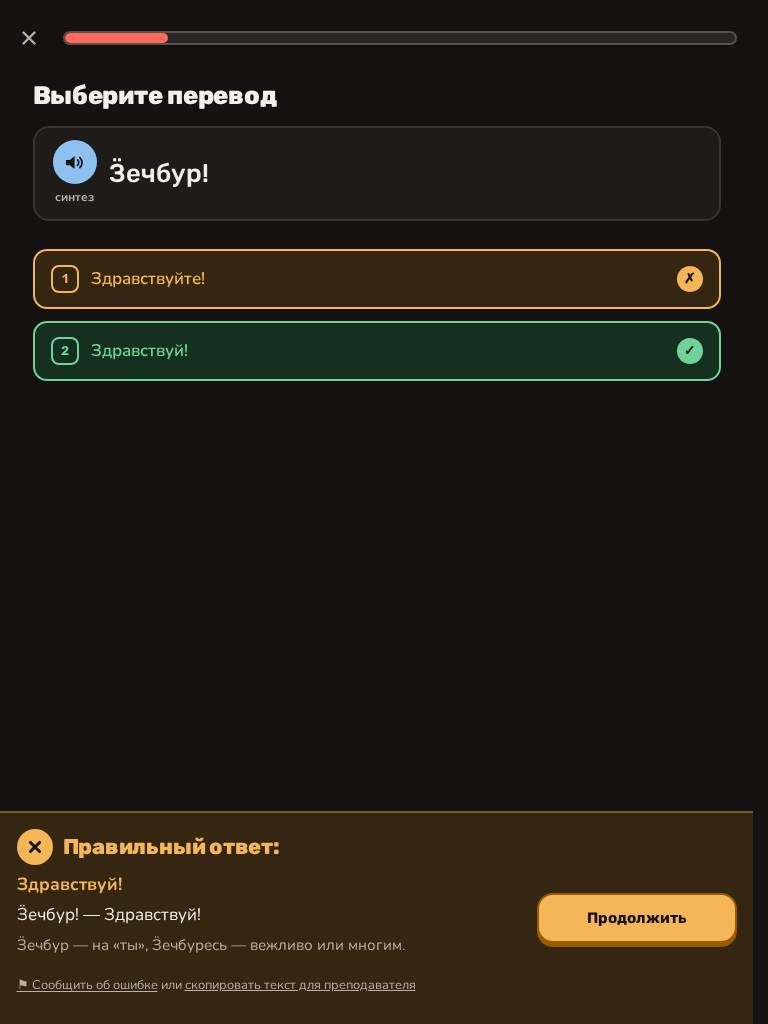 Выберите перевод
синтез
Ӟечбур!
1 Здравствуйте! ✗
2 Здравствуй! ✓
Правильный ответ:
Здравствуй!
Ӟечбур! — Здравствуй!
Ӟечбур — на «ты», Ӟечбуресь — вежливо или многим.
Продолжить
⚑ Сообщить об ошибке или скопировать текст для преподавателя